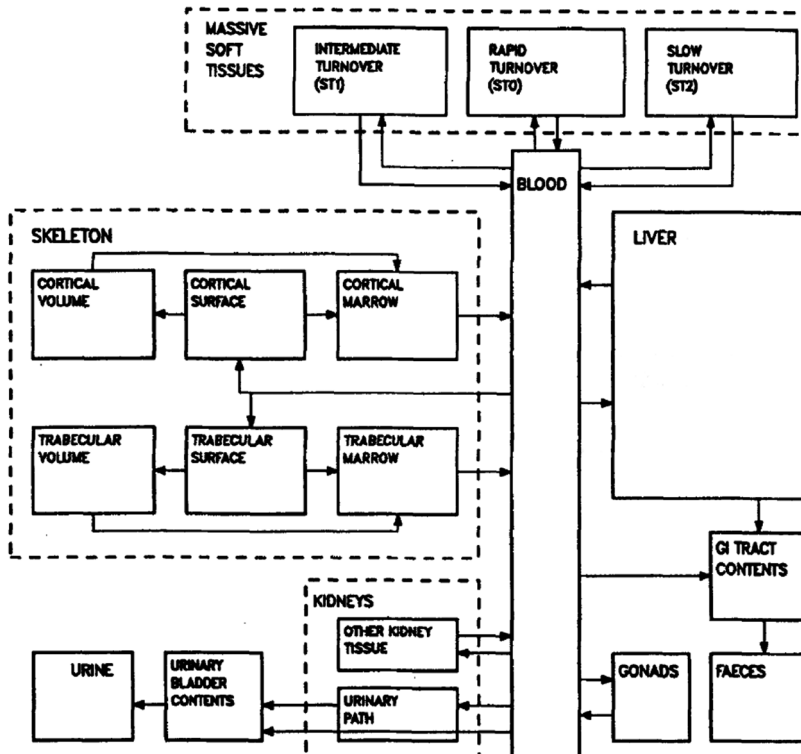 MASSIVE
SOFT
TISSUES
INTERMEDIATE
TURNOVER
(ST1)
RAPID
TURNOVER
(ST0)
SLOW
TURNOVER
(ST2)
BLOOD
SKELETON
LIVER
CORTICAL
VOLUME
CORTICAL
SURFACE
CORTICAL
MARROW
TRABECULAR
VOLUME
TRABECULAR
SURFACE
TRABECULAR
MARROW
GI TRACT
CONTENTS
KIDNEYS
OTHER KIDNEY
TISSUE
URINE
URINARY
BLADDER
CONTENTS
URINARY
PATH
GONADS
FAECES